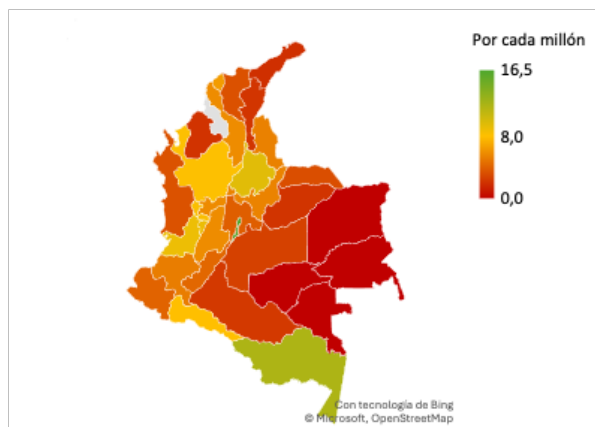 Por cada millón
16,5
8,0
0,0
Con tecnología de Bing
© Microsoft, OpenStreetMap